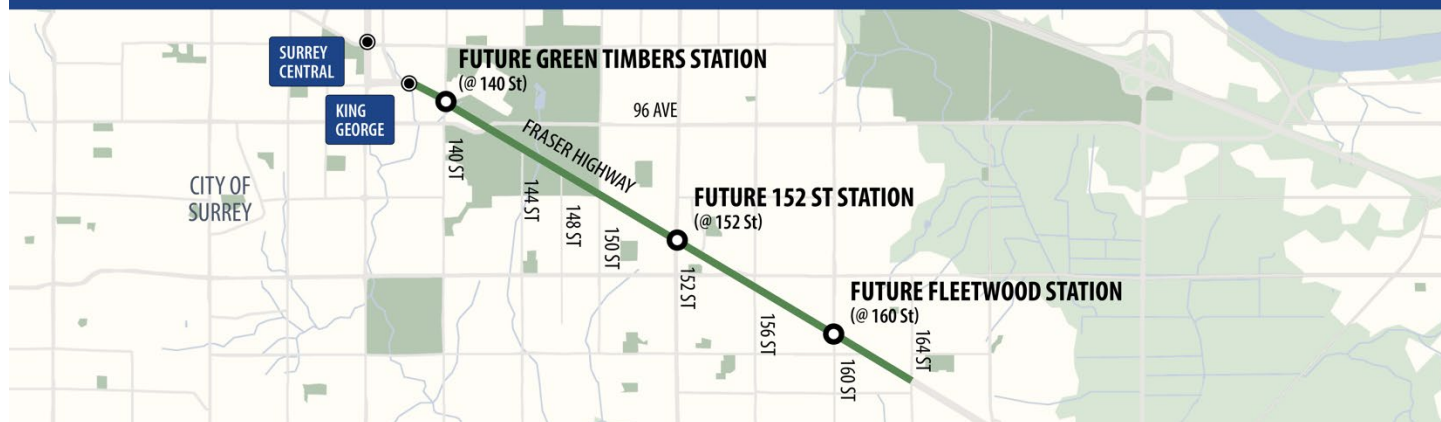 SURREY
CENTRAL
KING
GEORGE
FUTURE GREEN TIMBERS STATION
(@ 140 St)
96 AVE
FRASER HIGHWAY
CITY OF
SURREY
140 ST
144 ST
148 ST
150 ST
FUTURE 152 ST STATION
(@ 152 St)
152 ST
156 ST
FUTURE FLEETWOOD STATION
(@ 160 St)
160 ST
164 ST